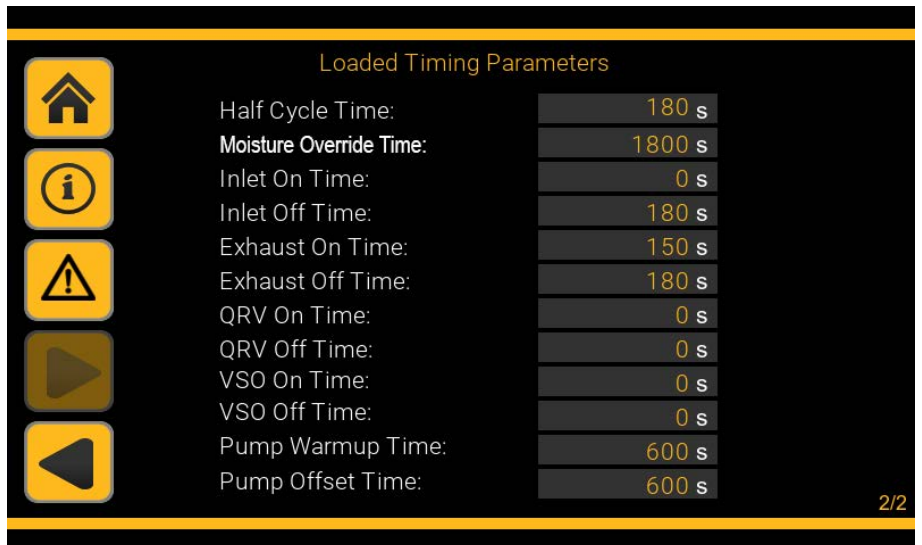 Loaded Timing Parameters
Half Cycle Time: 180 s
Moisture Override Time: 1800 s
Inlet On Time: 0 s
Inlet Off Time: 180 s
Exhaust On Time: 150 s
Exhaust Off Time: 180 s
QRV On Time: 0 s
QRV Off Time: 0 s
VSO On Time: 0 s
VSO Off Time: 0 s
Pump Warmup Time: 600 s
Pump Offset Time: 600 s
2/2